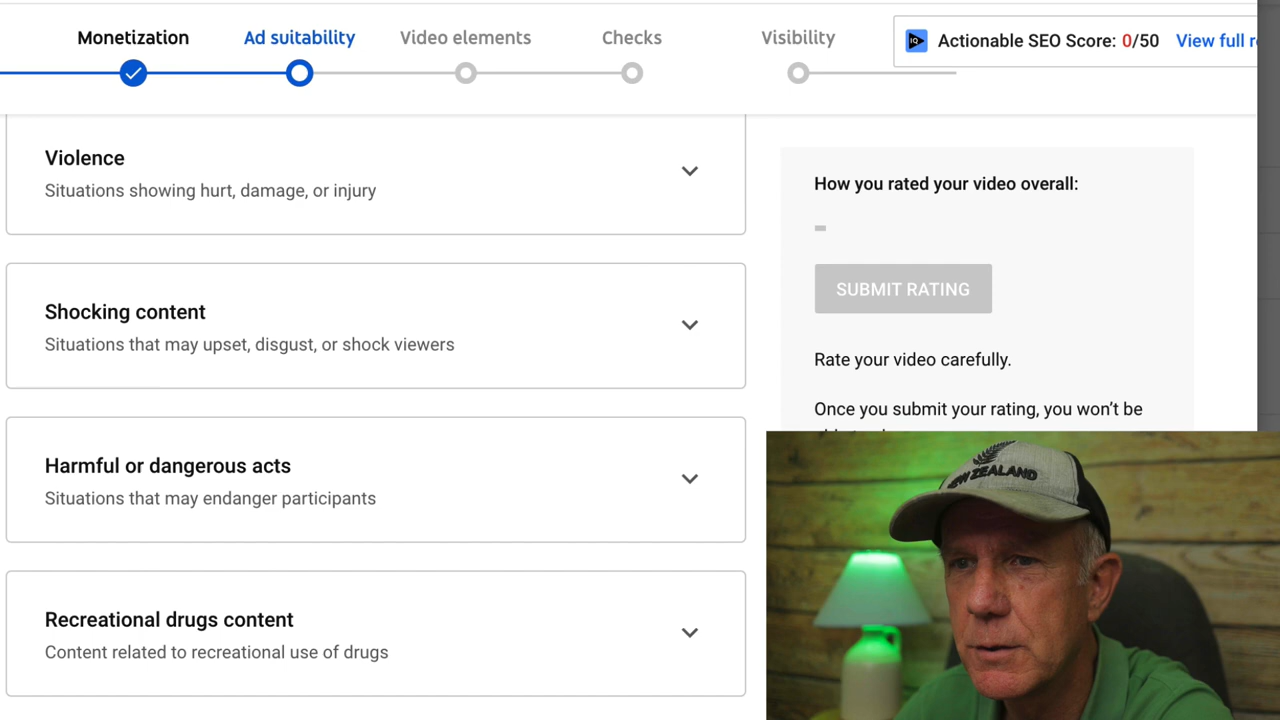 Monetization
Ad suitability
Video elements
Checks
Visibility
IQ
Actionable SEO Score: 0/50
View full r
Violence
Situations showing hurt, damage, or injury
Shocking content
Situations that may upset, disgust, or shock viewers
Harmful or dangerous acts
Situations that may endanger participants
Recreational drugs content
Content related to recreational use of drugs
How you rated your video overall:
-
SUBMIT RATING
Rate your video carefully.
Once you submit your rating, you won't be
ZEALAND